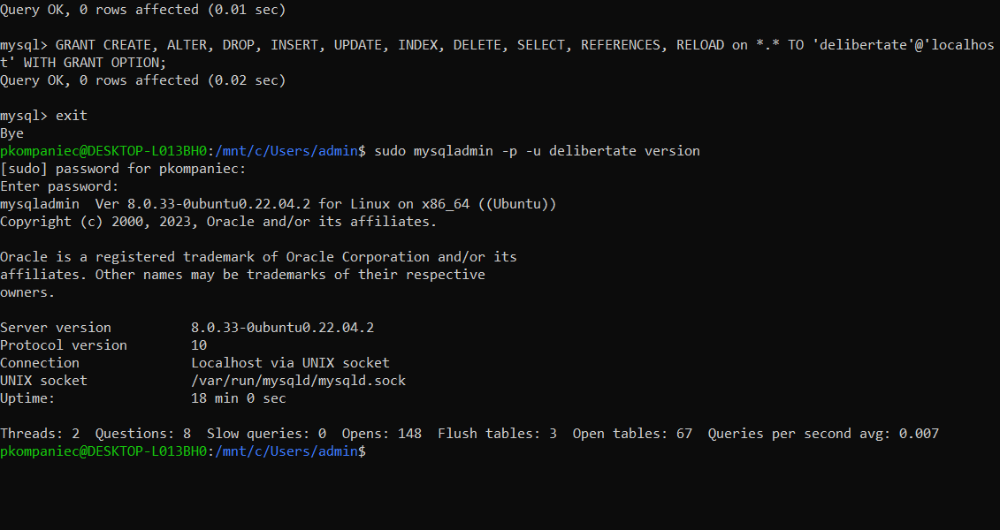 Query OK, 0 rows affected (0.01 sec)
mysql> GRANT CREATE, ALTER, DROP, INSERT, UPDATE, INDEX, DELETE, SELECT, REFERENCES, RELOAD on *.* TO 'delibertate'@'localhos
t' WITH GRANT OPTION;
Query OK, 0 rows affected (0.02 sec)
mysql> exit
Bye
pkompaniec@DESKTOP-L013BH0:/mnt/c/Users/admin$ sudo mysqladmin -p -u delibertate version
[sudo] password for pkompaniec:
Enter password:
mysqladmin  Ver 8.0.33-0ubuntu0.22.04.2 for Linux on x86_64 ((Ubuntu))
Copyright (c) 2000, 2023, Oracle and/or its affiliates.
Oracle is a registered trademark of Oracle Corporation and/or its
affiliates. Other names may be trademarks of their respective
owners.
Server version          8.0.33-0ubuntu0.22.04.2
Protocol version        10
Connection              Localhost via UNIX socket
UNIX socket             /var/run/mysqld/mysqld.sock
Uptime:                 18 min 0 sec
Threads: 2  Questions: 8  Slow queries: 0  Opens: 148  Flush tables: 3  Open tables: 67  Queries per second avg: 0.007
pkompaniec@DESKTOP-L013BH0:/mnt/c/Users/admin$